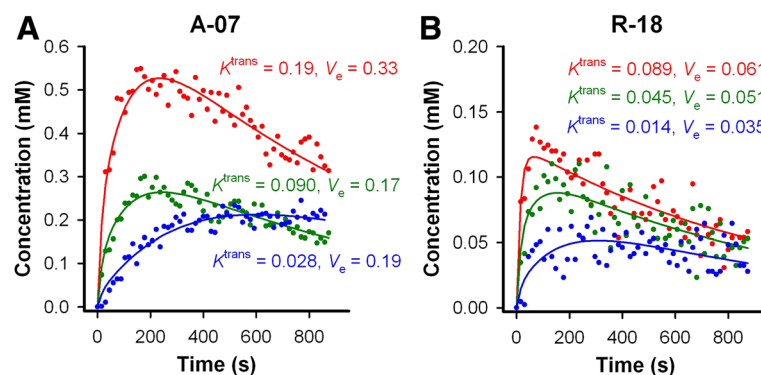 A
A-07
Concentration (mM)
0.6
0.5
0.4
0.3
0.2
0.1
0.0
Ktrans = 0.19, Ve = 0.33
Ktrans = 0.090, Ve = 0.17
Ktrans = 0.028, Ve = 0.19
0 200 400 600 800
Time (s)
B
R-18
Concentration (mM)
0.20
0.15
0.10
0.05
0.00
Ktrans = 0.089, Ve = 0.061
Ktrans = 0.045, Ve = 0.051
Ktrans = 0.014, Ve = 0.035
0 200 400 600 800
Time (s)